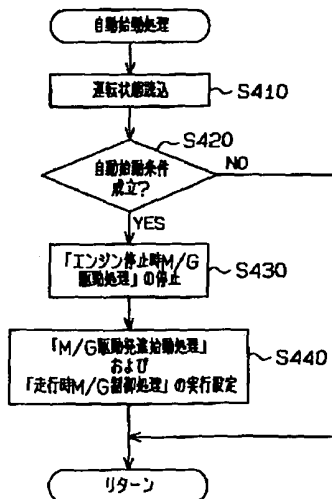 自動始動処理
運転状態読込
S410
S420
自動始動条件
成立?
NO
YES
「エンジン停止時M/G
駆動処理」の停止
S430
「M/G駆動発進始動処理」
および
「走行時M/G制御処理」の実行設定
S440
リターン